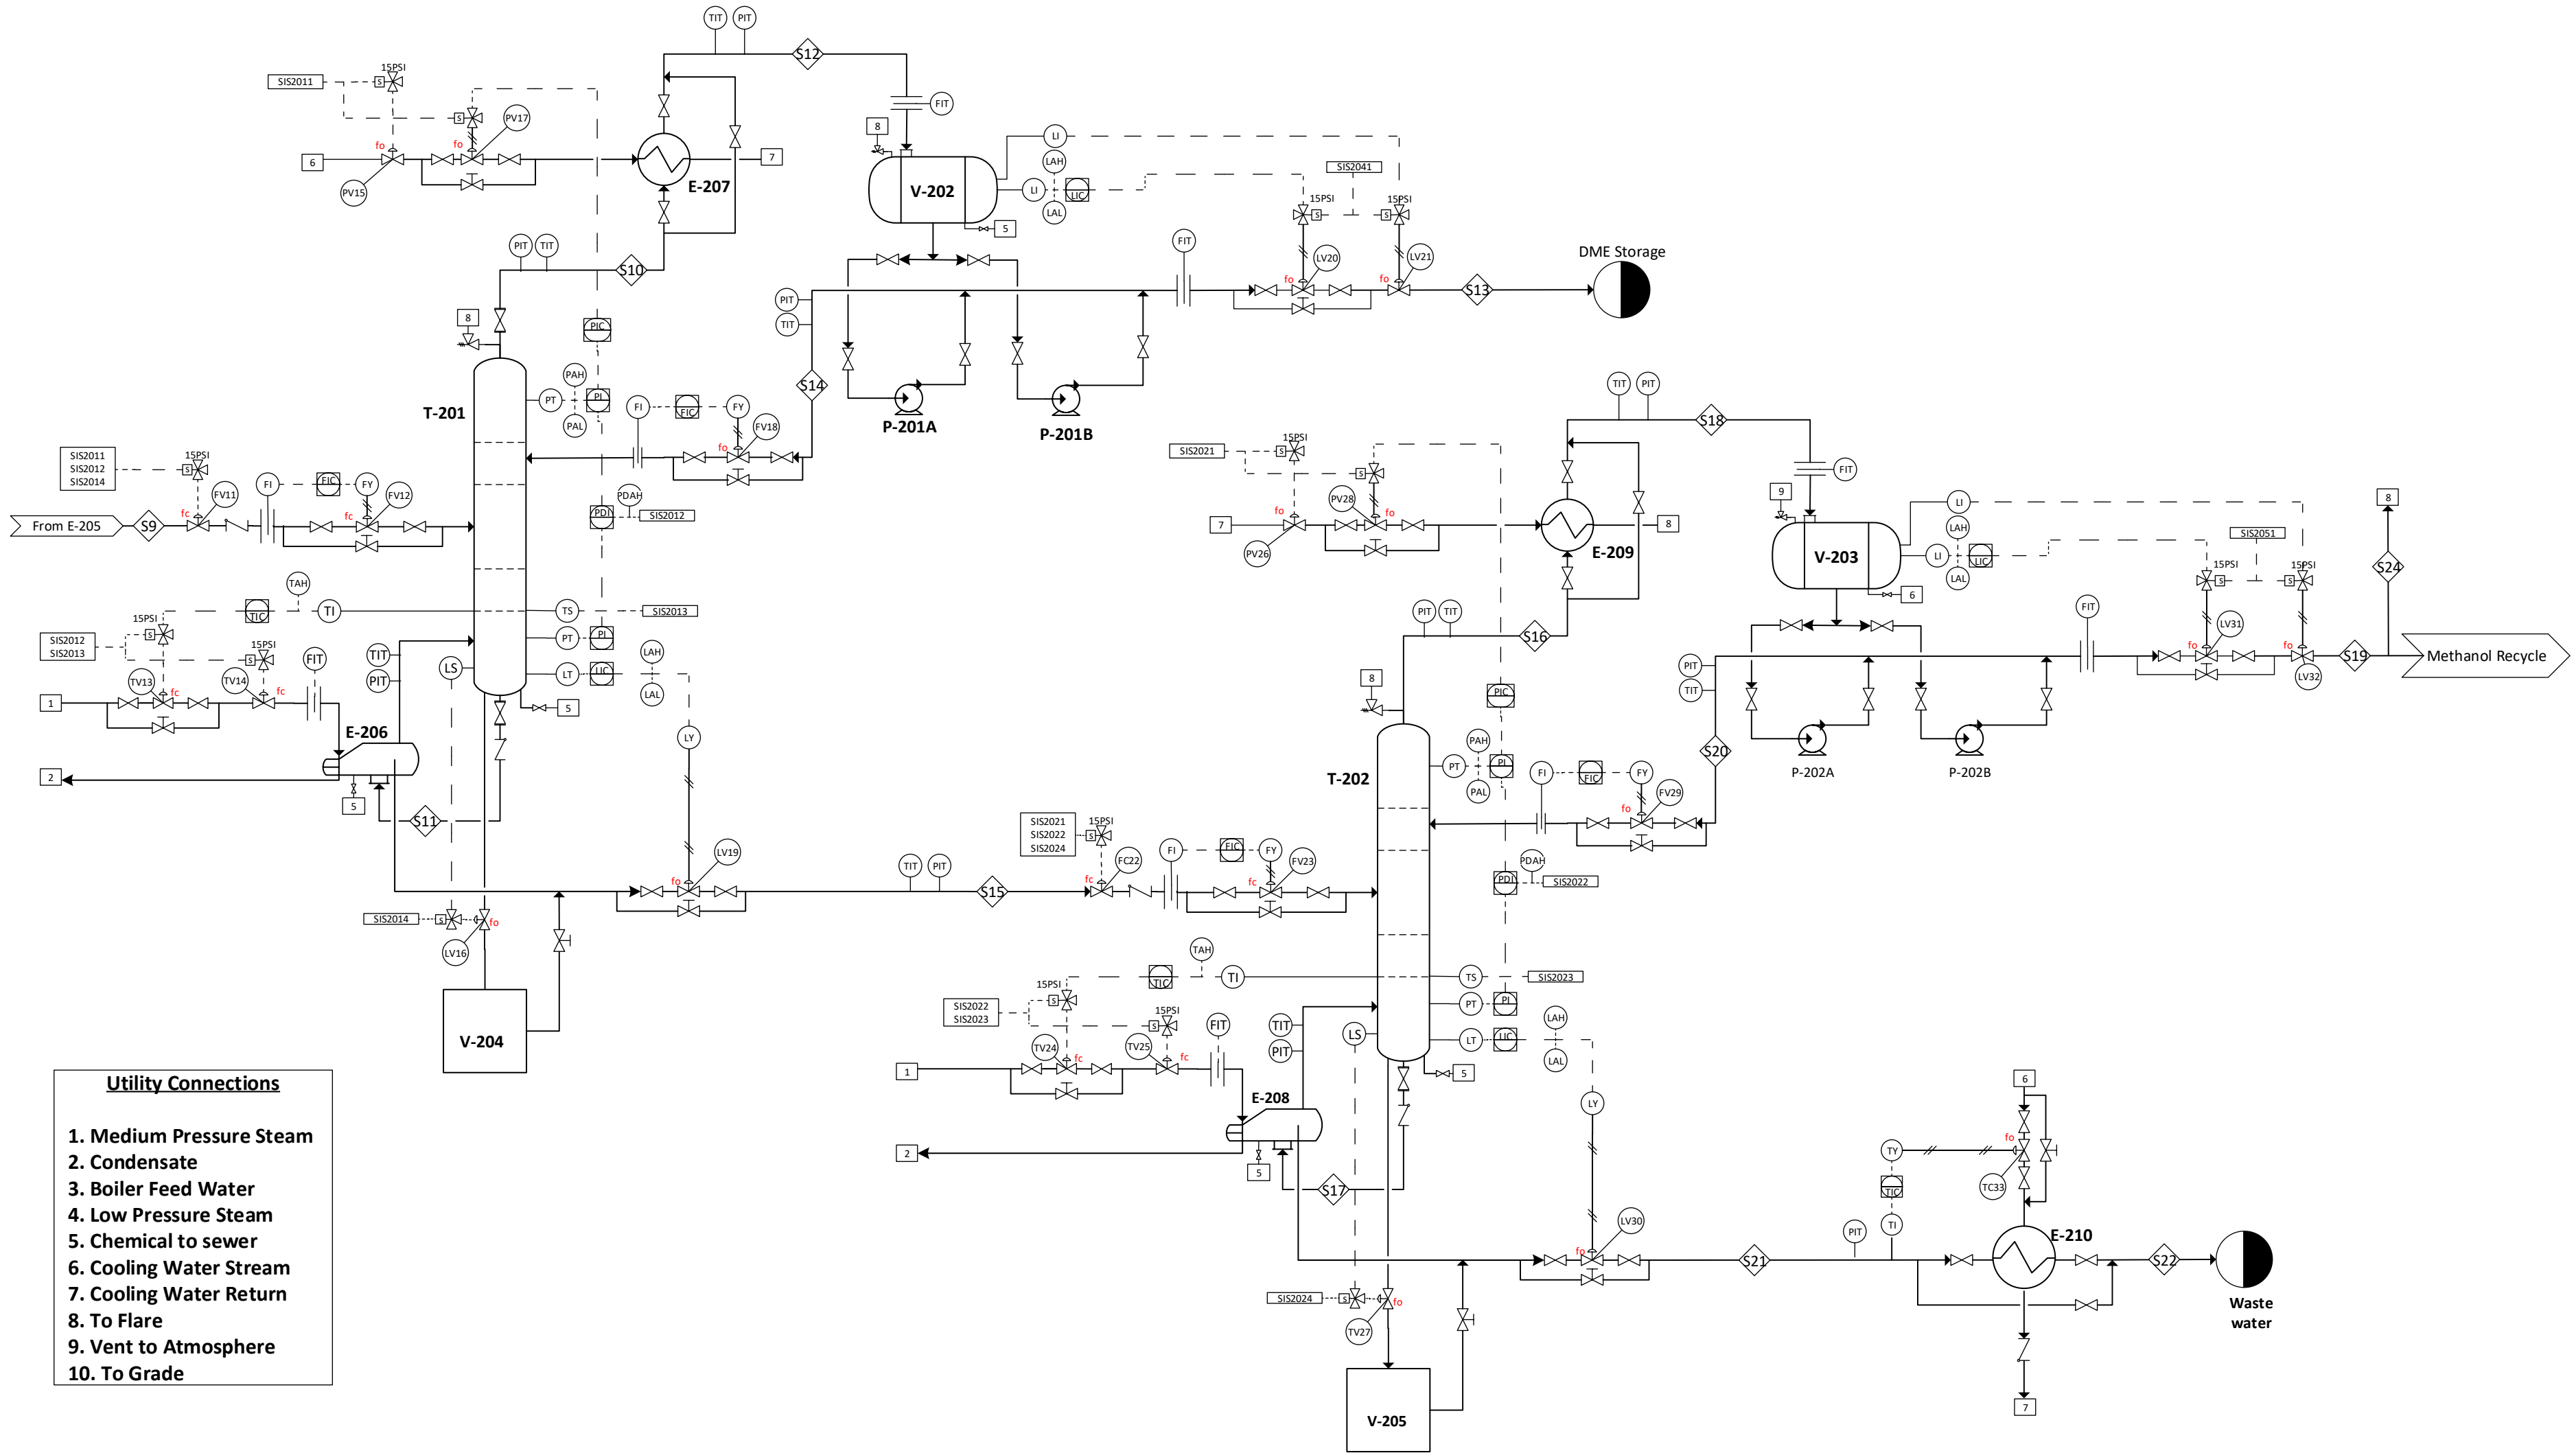 TIT
PIT
S12
SIS2011
15PSI
S
S
PV17
fo
fo
6
PV15
7
E-207
FIT
8
V-202
5
LI
LAH
LI
LIC
LAL
SIS2041
15PSI
15PSI
S
S
LV20
LV21
fo
fo
FIT
S13
DME Storage
PIT
TIT
S10
8
T-201
PIC
PAH
PT
PI
PAL
PIT
TIT
S14
P-201A
P-201B
FI
FIC
FY
FV18
fo
SIS2011
SIS2012
SIS2014
15PSI
S
FV11
fc
FI
FIC
FY
FV12
fc
From E-205
S9
PDAH
PDI
SIS2012
TAH
TIC
TI
TS
SIS2013
15PSI
S
15PSI
S
SIS2012
SIS2013
PT
PI
LS
LT
LIC
LAH
LAL
TIT
PIT
FIT
TV13
fc
TV14
fc
1
5
E-206
2
5
S11
LY
LV19
fo
SIS2014
S
fo
LV16
V-204
TIT
PIT
S15
TIT
PIT
S18
SIS2021
15PSI
S
S
PV28
fo
fo
7
PV26
8
E-209
FIT
9
V-203
6
LI
LAH
LI
LIC
LAL
SIS2051
15PSI
15PSI
S
S
LV31
fo
fo
LV32
FIT
S19
8
S24
Methanol Recycle
PIT
TIT
S16
8
T-202
PIC
PAH
PT
PI
PAL
PIT
TIT
S20
P-202A
P-202B
FI
FIC
FY
FV29
fo
SIS2021
SIS2022
SIS2024
15PSI
S
FC22
fc
FI
FIC
FY
FV23
fc
PDAH
PDI
SIS2022
TAH
TIC
TI
TS
SIS2023
15PSI
S
15PSI
S
SIS2022
SIS2023
PT
PI
LS
LT
LIC
LAH
LAL
TIT
PIT
FIT
TV24
fc
TV25
fc
1
5
E-208
2
5
S17
LY
LV30
fo
SIS2024
S
fo
TV27
V-205
S21
PIT
TI
TIC
TY
6
fo
TC33
E-210
S22
7
Waste
water
Utility Connections
1. Medium Pressure Steam
2. Condensate
3. Boiler Feed Water
4. Low Pressure Steam
5. Chemical to sewer
6. Cooling Water Stream
7. Cooling Water Return
8. To Flare
9. Vent to Atmosphere
10. To Grade